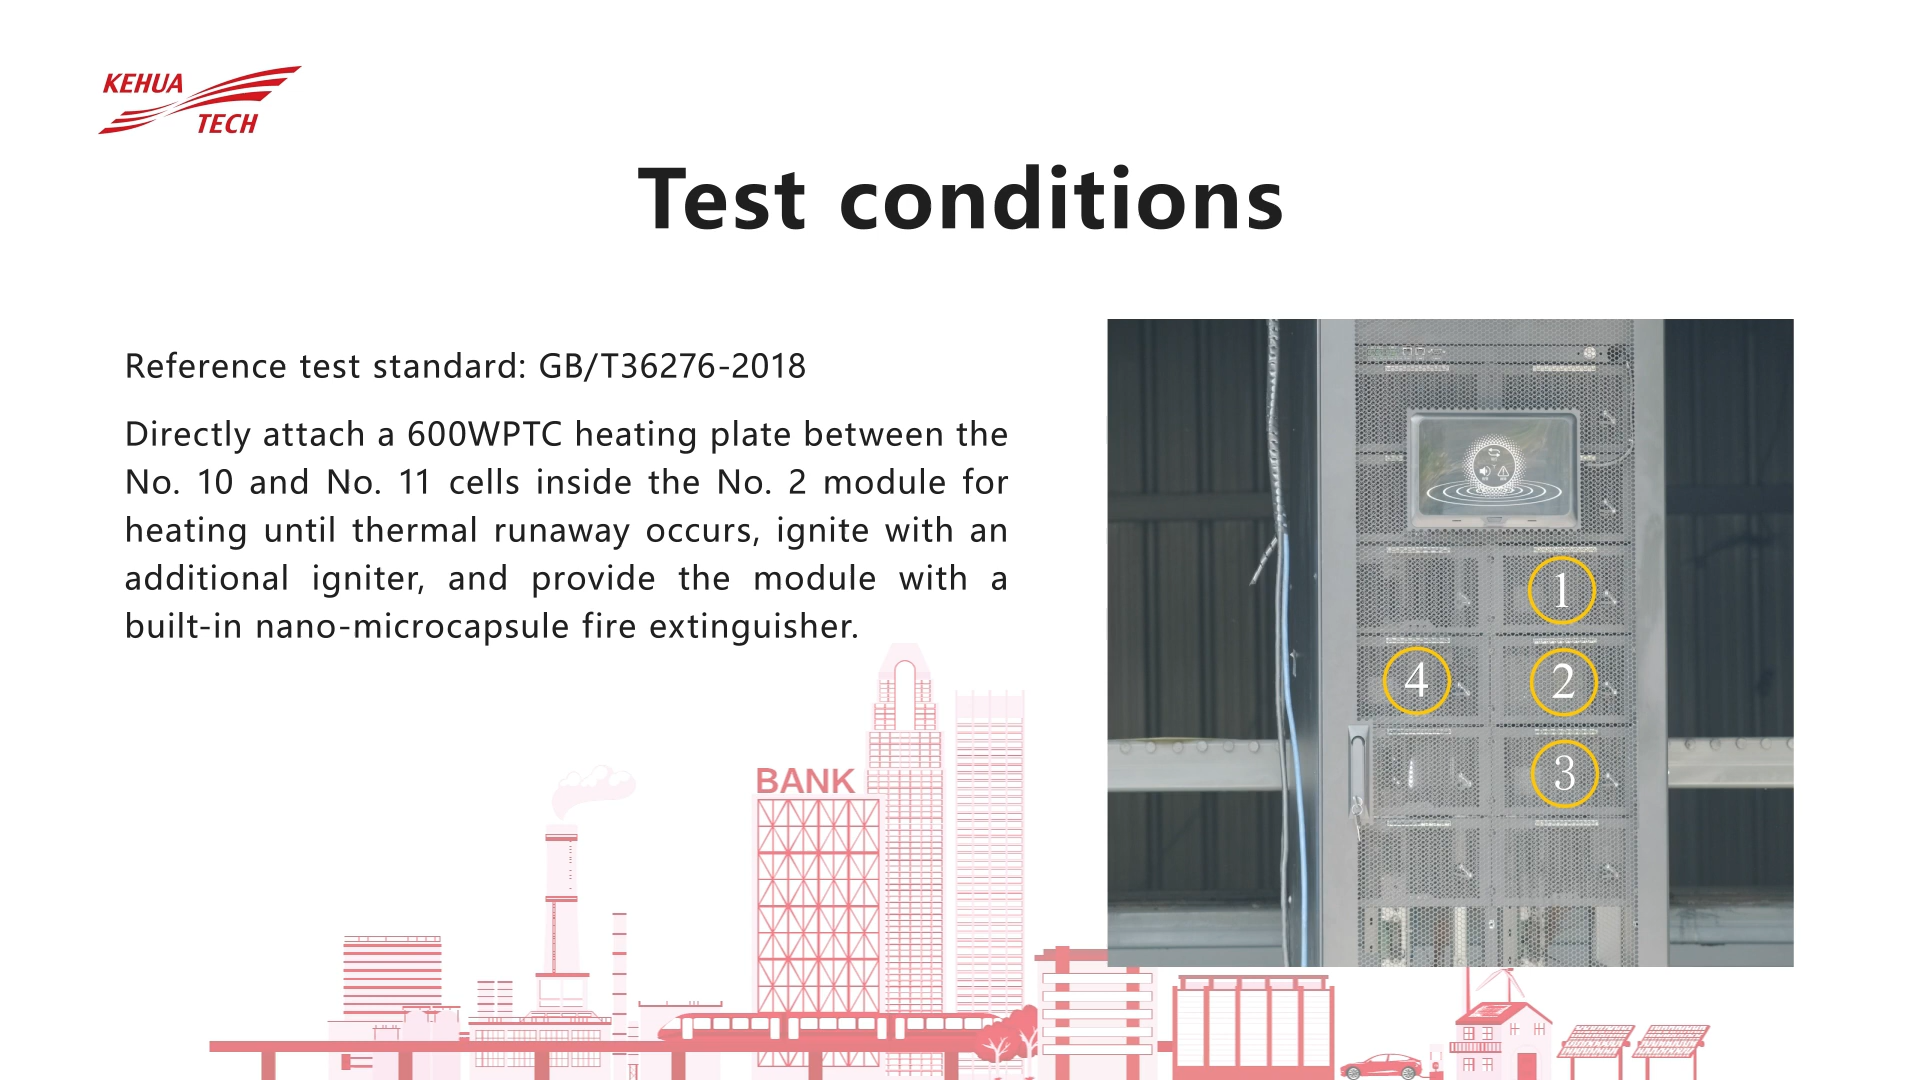 KEHUA
TECH
Test conditions
Reference test standard: GB/T36276-2018
Directly attach a 600WPTC heating plate between the
No. 10 and No. 11 cells inside the No. 2 module for
heating until thermal runaway occurs, ignite with an
additional igniter, and provide the module with a
built-in nano-microcapsule fire extinguisher.
1
4
2
3
BANK